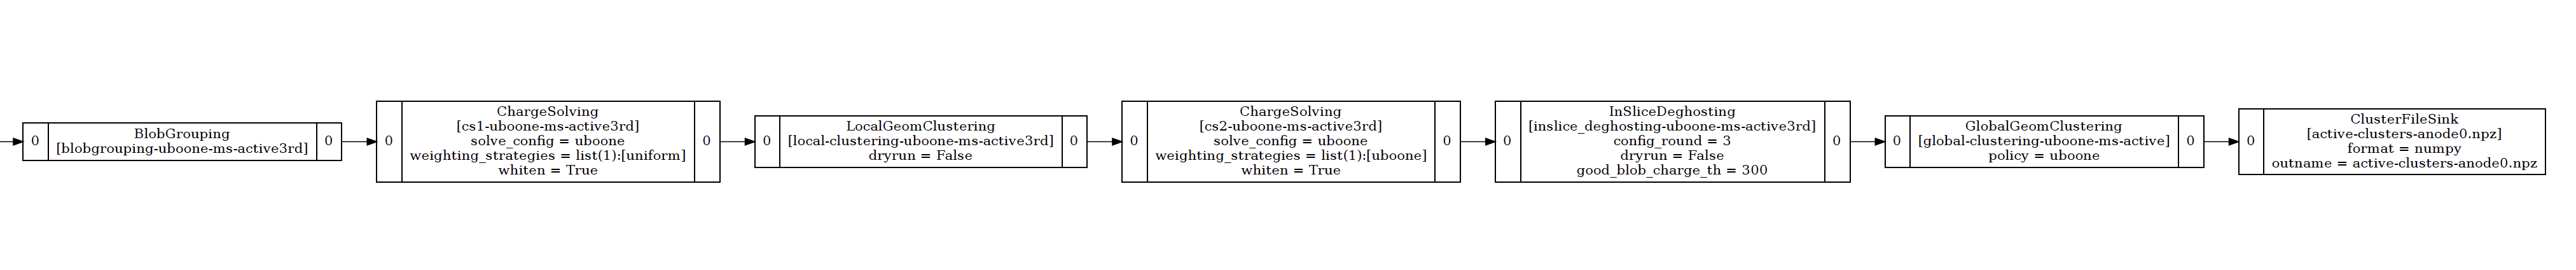 0
BlobGrouping
[blobgrouping-uboone-ms-active3rd]
0
0
ChargeSolving
[cs1-uboone-ms-active3rd]
solve_config = uboone
weighting_strategies = list(1):[uniform]
whiten = True
0
0
LocalGeomClustering
[local-clustering-uboone-ms-active3rd]
dryrun = False
0
0
ChargeSolving
[cs2-uboone-ms-active3rd]
solve_config = uboone
weighting_strategies = list(1):[uboone]
whiten = True
0
0
InSliceDeghosting
[inslice_deghosting-uboone-ms-active3rd]
config_round = 3
dryrun = False
good_blob_charge_th = 300
0
0
GlobalGeomClustering
[global-clustering-uboone-ms-active]
policy = uboone
0
0
ClusterFileSink
[active-clusters-anode0.npz]
format = numpy
outname = active-clusters-anode0.npz